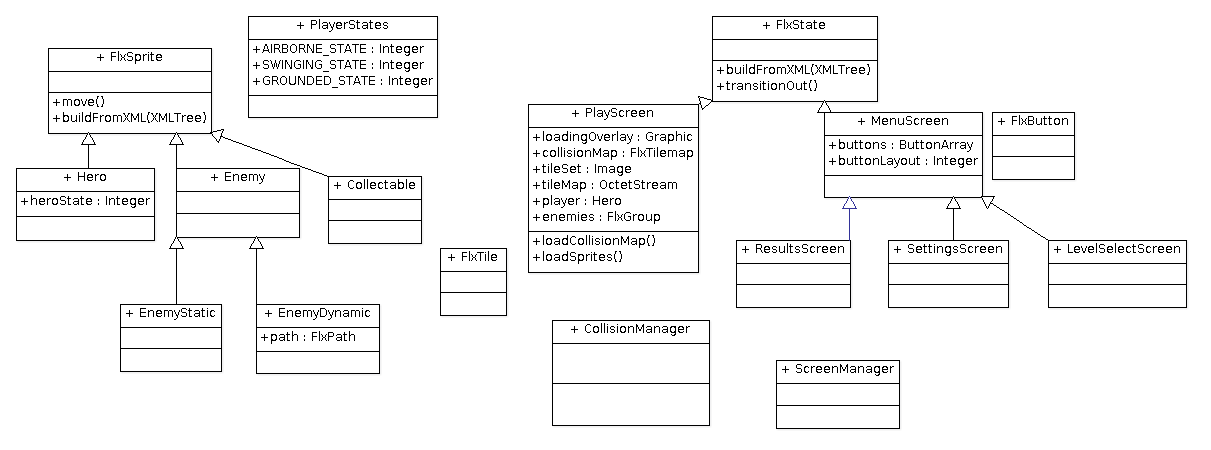 + FlxSprite
+move()
+buildFromXML(XMLTree)
+ PlayerStates
+AIRBORNE_STATE : Integer
+SWINGING_STATE : Integer
+GROUNDED_STATE : Integer
+ Hero
+heroState : Integer
+ Enemy
+ Collectable
+ EnemyStatic
+ EnemyDynamic
+path : FlxPath
+ FlxTile
+ FlxState
+buildFromXML(XMLTree)
+transitionOut()
+ PlayScreen
+loadingOverlay : Graphic
+collisionMap : FlxTilemap
+tileSet : Image
+tileMap : OctetStream
+player : Hero
+enemies : FlxGroup
+loadCollisionMap()
+loadSprites()
+ MenuScreen
+buttons : ButtonArray
+buttonLayout : Integer
+ FlxButton
+ ResultsScreen
+ SettingsScreen
+ LevelSelectScreen
+ CollisionManager
+ ScreenManager